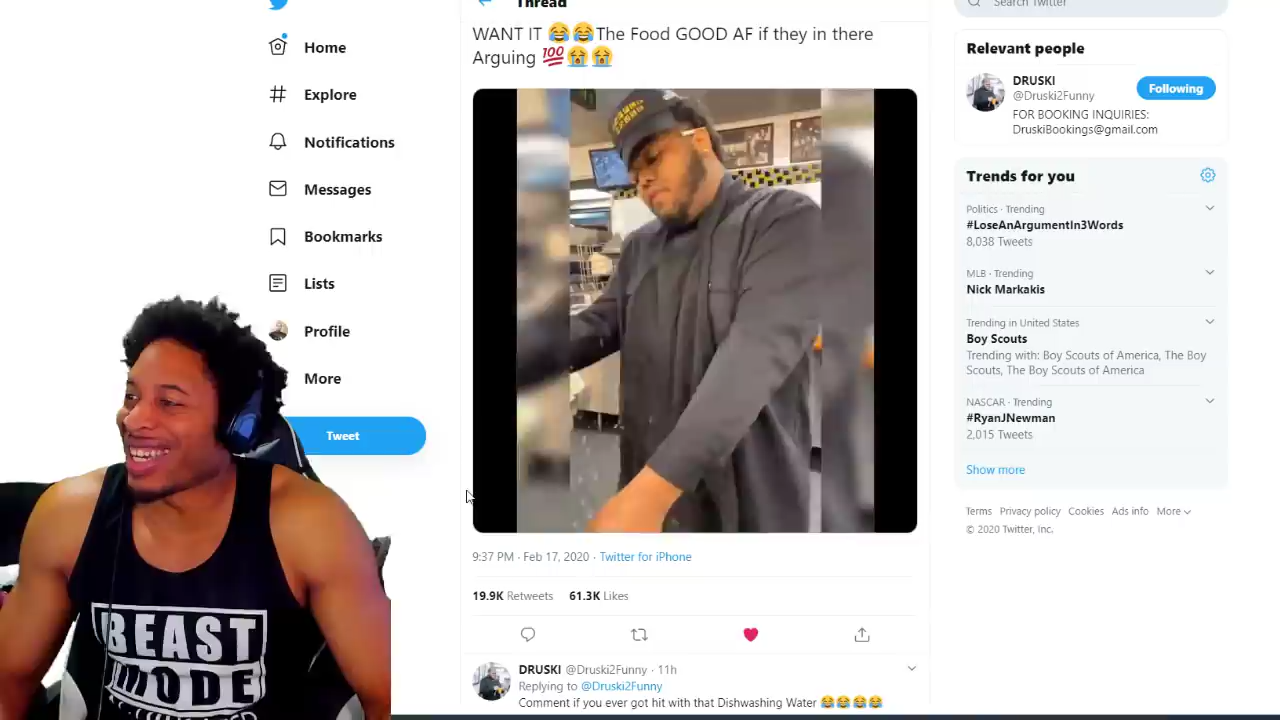 Thread
Search Twitter
Home
Explore
Notifications
Messages
Bookmarks
Lists
Profile
More
Tweet
WANT IT 😂😂The Food GOOD AF if they in there
Arguing 💯😭😭
9:37 PM · Feb 17, 2020 · Twitter for iPhone
19.9K Retweets 61.3K Likes
DRUSKI @Druski2Funny · 11h
Replying to @Druski2Funny
Comment if you ever got hit with that Dishwashing Water 😂😂😂😂
Relevant people
DRUSKI
@Druski2Funny
Following
FOR BOOKING INQUIRIES:
DruskiBookings@gmail.com
Trends for you
Politics · Trending
#LoseAnArgumentIn3Words
8,038 Tweets
MLB · Trending
Nick Markakis
Trending in United States
Boy Scouts
Trending with: Boy Scouts of America, The Boy
Scouts, The Boy Scouts of America
NASCAR · Trending
#RyanJNewman
2,015 Tweets
Show more
Terms Privacy policy Cookies Ads info More
© 2020 Twitter, Inc.
BEAST
MODE